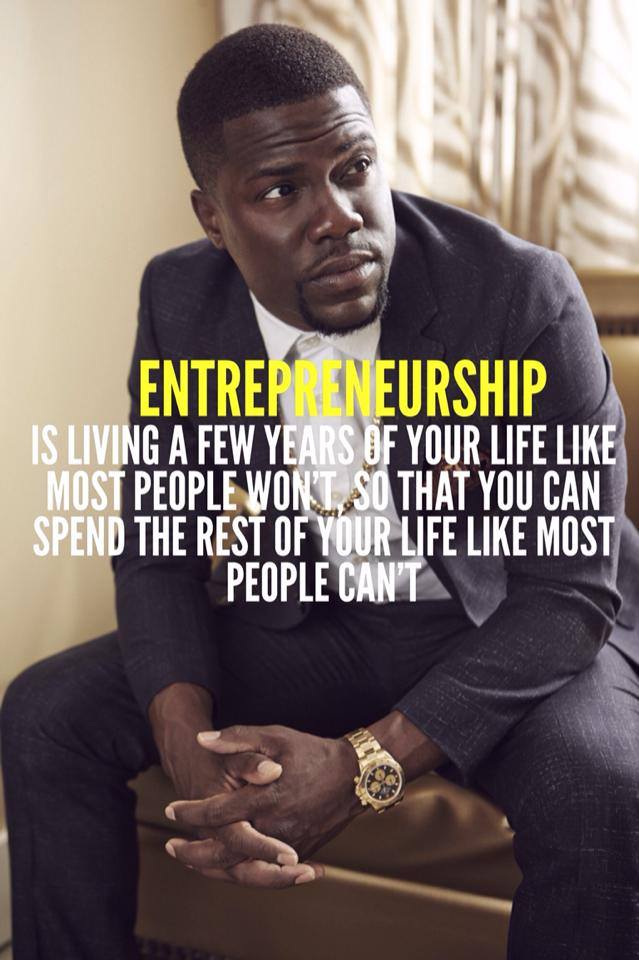 ENTREPRENEURSHIP
IS LIVING A FEW YEARS OF YOUR LIFE LIKE
MOST PEOPLE WON'T, SO THAT YOU CAN
SPEND THE REST OF YOUR LIFE LIKE MOST
PEOPLE CAN'T